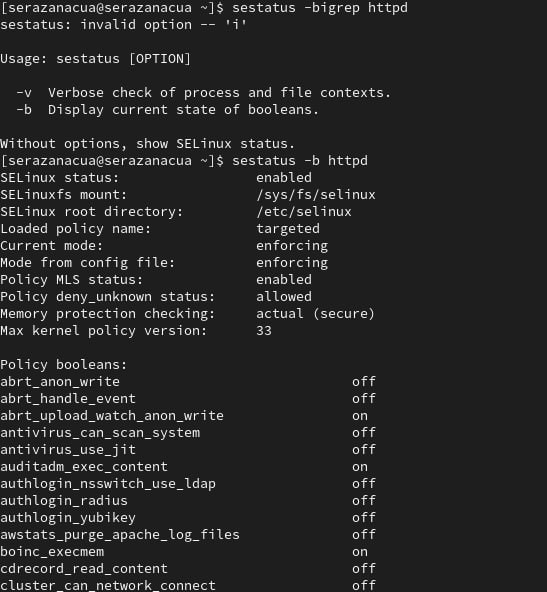 [serazanacua@serazanacua ~]$ sestatus -bigrep httpd
sestatus: invalid option -- 'i'

Usage: sestatus [OPTION]

  -v  Verbose check of process and file contexts.
  -b  Display current state of booleans.

Without options, show SELinux status.
[serazanacua@serazanacua ~]$ sestatus -b httpd
SELinux status:                 enabled
SELinuxfs mount:                /sys/fs/selinux
SELinux root directory:         /etc/selinux
Loaded policy name:             targeted
Current mode:                   enforcing
Mode from config file:          enforcing
Policy MLS status:              enabled
Policy deny_unknown status:     allowed
Memory protection checking:     actual (secure)
Max kernel policy version:      33

Policy booleans:
abrt_anon_write                             off
abrt_handle_event                           off
abrt_upload_watch_anon_write                on
antivirus_can_scan_system                   off
antivirus_use_jit                           off
auditadm_exec_content                       on
authlogin_nsswitch_use_ldap                 off
authlogin_radius                            off
authlogin_yubikey                           off
awstats_purge_apache_log_files              off
boinc_execmem                               on
cdrecord_read_content                       off
cluster_can_network_connect                 off